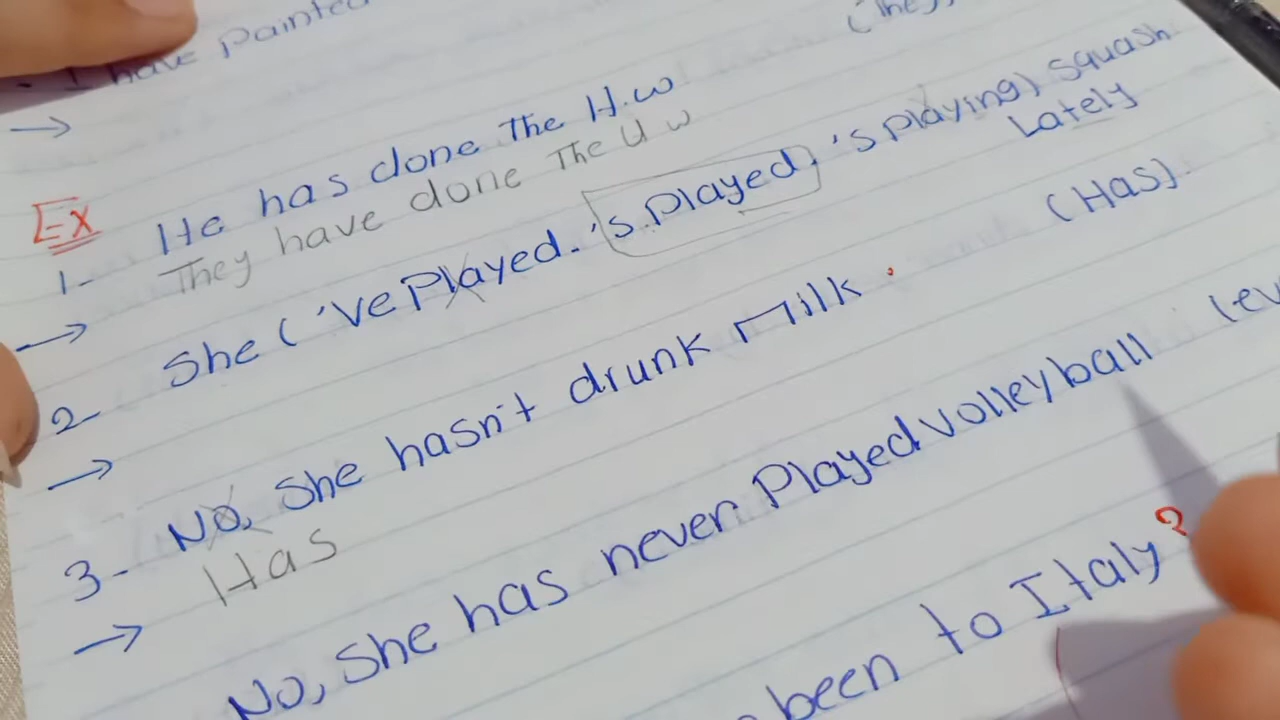 . I have painted
(They)
→
Ex
1- He has done The H.w
They have done The H w
→
2- She ('ve Played. 's Played, 's Playing) squash
Lately
→
3- No, She hasn't drunk Milk. (Has).
Has
→
No, She has never Played volleyball
been to Italy?